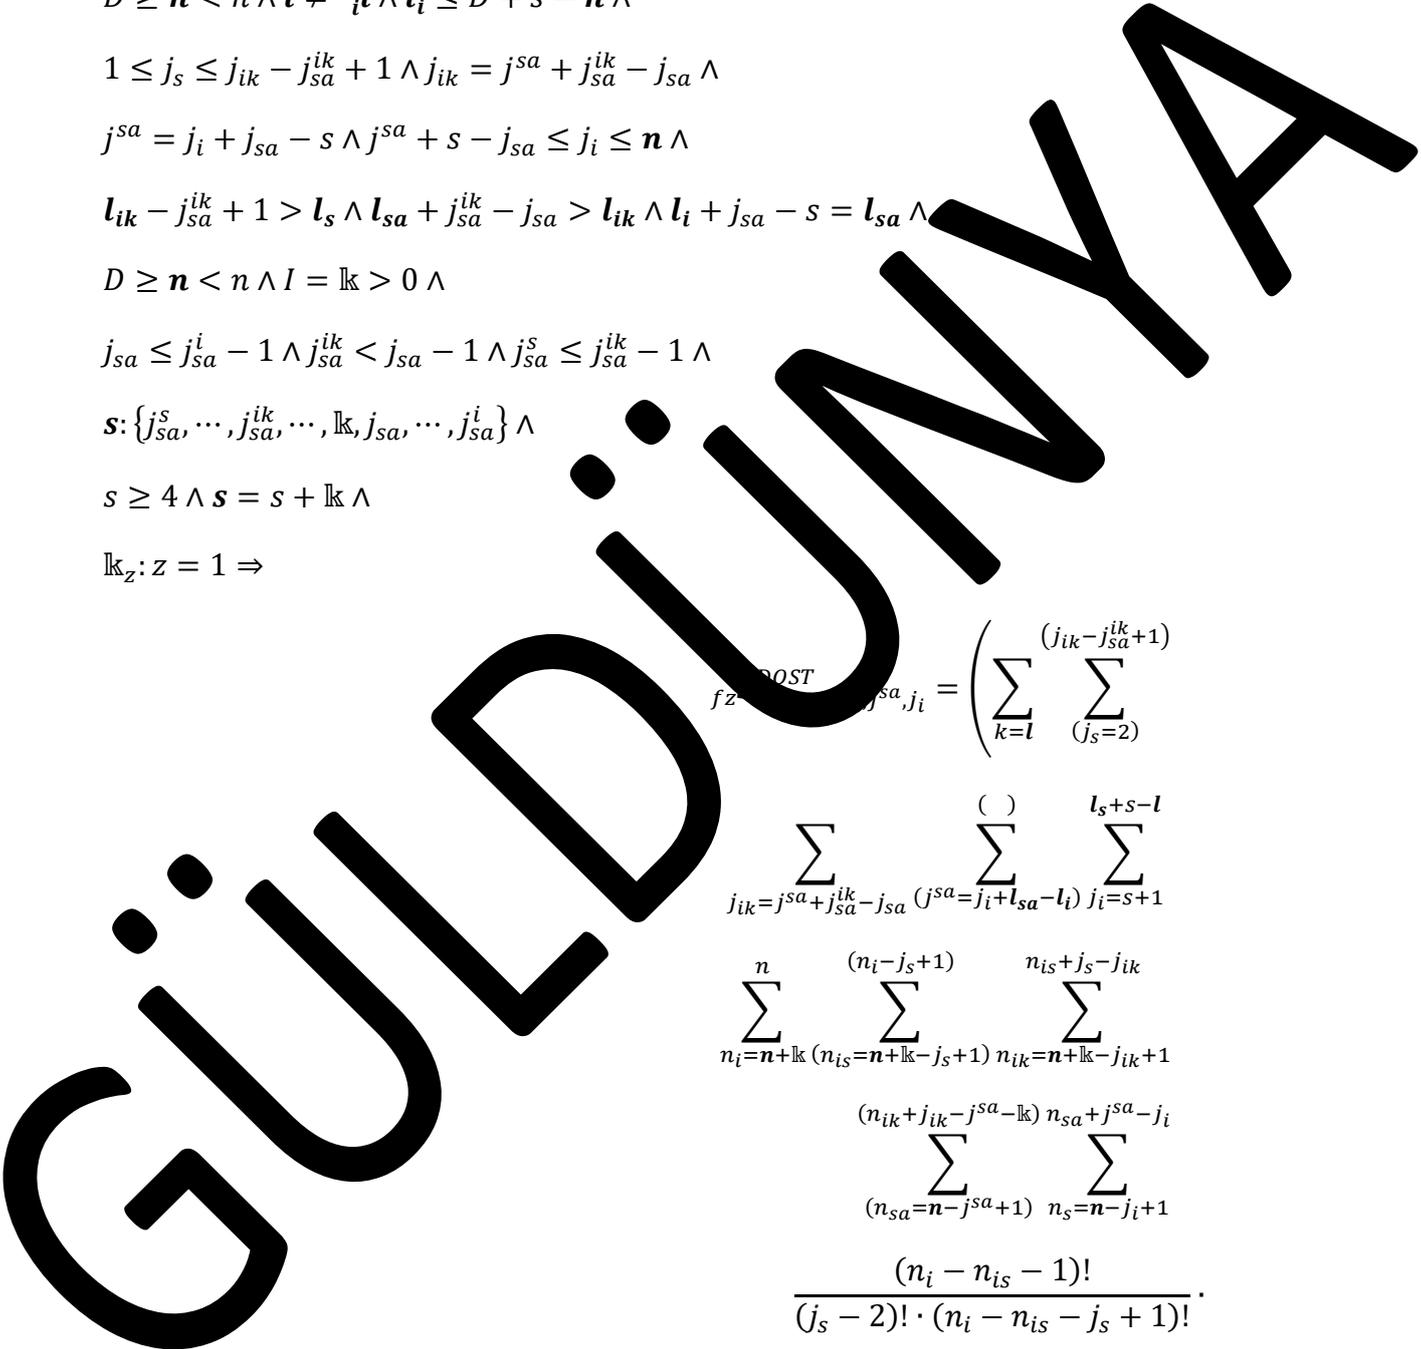 1 ≤ j_s ≤ j_{ik} − j_{sa}^{ik} + 1 ∧ j_{ik} = j^{sa} + j_{sa}^{ik} − j_{sa} ∧
j^{sa} = j_i + j_{sa} − s ∧ j^{sa} + s − j_{sa} ≤ j_i ≤ 𝒏 ∧
𝒍_{𝒊𝒌} − j_{sa}^{ik} + 1 > 𝒍_𝒔 ∧ 𝒍_{𝒔𝒂} + j_{sa}^{ik} − j_{sa} > 𝒍_{𝒊𝒌} ∧ 𝒍_𝒊 + j_{sa} − s = 𝒍_{𝒔𝒂} ∧
D ≥ 𝒏 < n ∧ I = 𝕜 > 0 ∧
j_{sa} ≤ j_{sa}^{i} − 1 ∧ j_{sa}^{ik} < j_{sa} − 1 ∧ j_{sa}^{s} ≤ j_{sa}^{ik} − 1 ∧
𝒔: {j_{sa}^{s}, ⋯, j_{sa}^{ik}, ⋯, 𝕜, j_{sa}, ⋯, j_{sa}^{i}} ∧
s ≥ 4 ∧ 𝒔 = s + 𝕜 ∧
𝕜_z: z = 1 ⇒
= ( ∑_{k=𝒍} ∑_{(j_s=2)}^{(j_{ik}−j_{sa}^{ik}+1)}
∑_{j_{ik}=j^{sa}+j_{sa}^{ik}−j_{sa}} ∑_{(j^{sa}=j_i+𝒍_{𝒔𝒂}−𝒍_𝒊)}^{( )} ∑_{j_i=s+1}^{𝒍_𝒔+s−𝒍}
∑_{n_i=𝒏+𝕜}^{n} ∑_{(n_{is}=𝒏+𝕜−j_s+1)}^{(n_i−j_s+1)} ∑_{n_{ik}=𝒏+𝕜−j_{ik}+1}^{n_{is}+j_s−j_{ik}}
∑_{(n_{sa}=𝒏−j^{sa}+1)}^{(n_{ik}+j_{ik}−j^{sa}−𝕜)} ∑_{n_s=𝒏−j_i+1}^{n_{sa}+j^{sa}−j_i}
(n_i − n_{is} − 1)!
(j_s − 2)! · (n_i − n_{is} − j_s + 1)! ·
GÜLDÜNYA